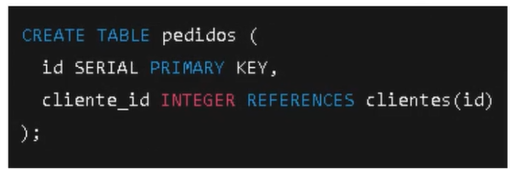 CREATE TABLE pedidos (
id SERIAL PRIMARY KEY,
cliente_id INTEGER REFERENCES clientes(id)
);